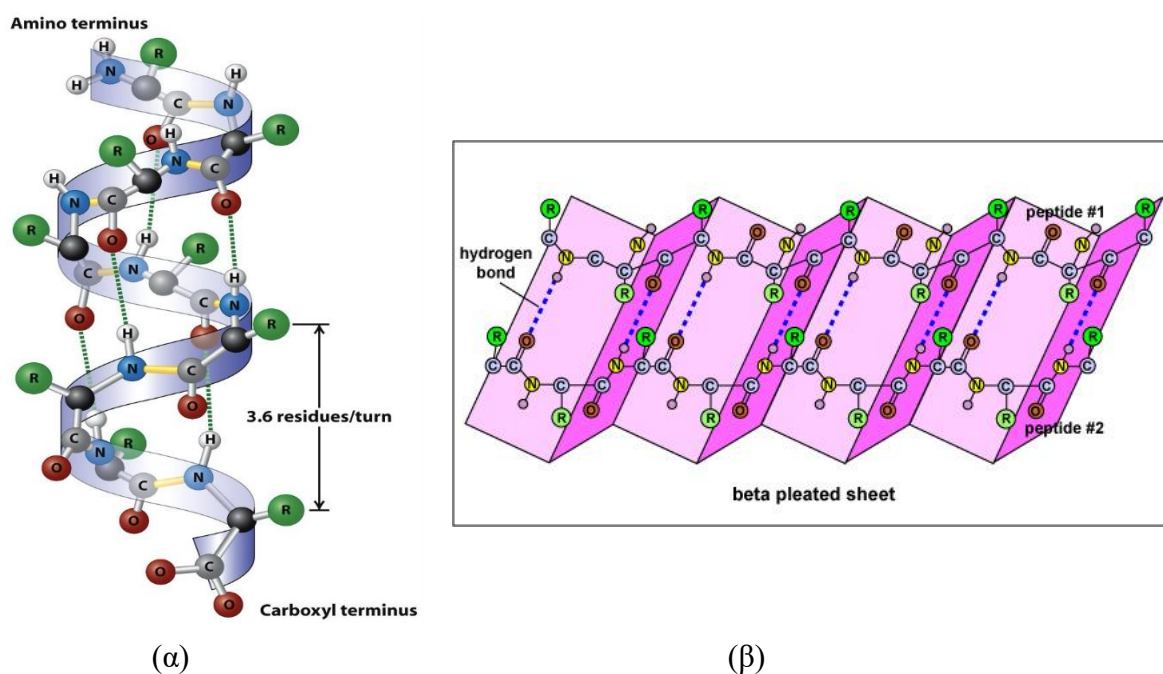 Amino terminus
H R H
H N
C N
O H R
R N C
H N C O
R O H R
C N H
C N
O R
H O
N C
R
O
3.6 residues/turn
C R H
N
O C N
O R
O C
O
Carboxyl terminus
(α)
R R R R R
peptide #1
O N O N O N O N
C C C C C
hydrogen bond
N C C C N C C C N C C C N C C C
R O R O R O R O
O R O R O R O R
C C N C C N C C N C C N C
N C C N C C N C C N C C
R O R O R O R O
peptide #2
beta pleated sheet
(β)